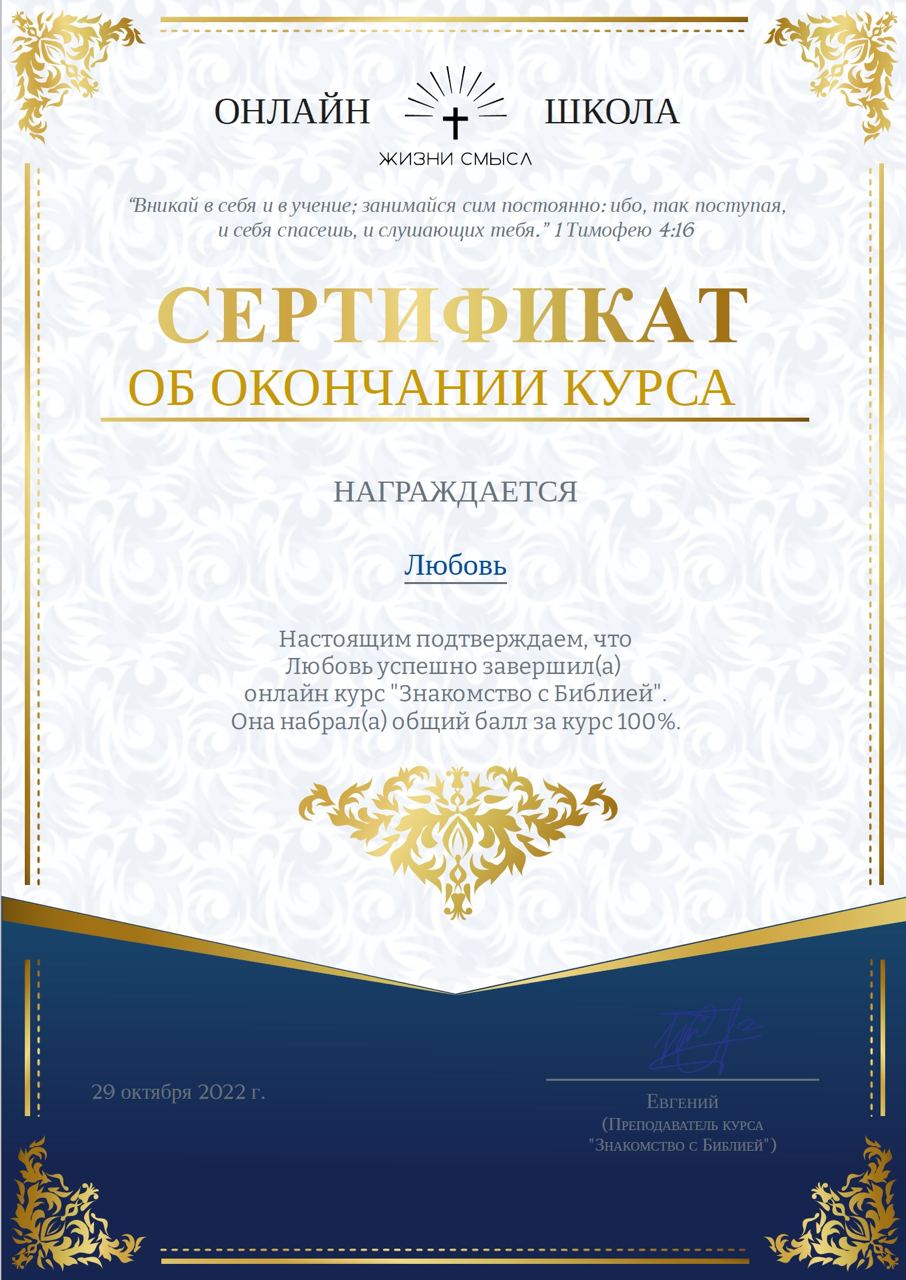 ОНЛАЙН ШКОЛА
ЖИЗНИ СМЫСЛ
“Вникай в себя и в учение; занимайся сим постоянно: ибо, так поступая,
и себя спасешь, и слушающих тебя.” 1 Тимофею 4:16
СЕРТИФИКАТ
ОБ ОКОНЧАНИИ КУРСА
НАГРАЖДАЕТСЯ
Любовь
Настоящим подтверждаем, что
Любовь успешно завершил(а)
онлайн курс "Знакомство с Библией".
Она набрал(а) общий балл за курс 100%.
29 октября 2022 г.
Евгений
(Преподаватель курса
"Знакомство с Библией")